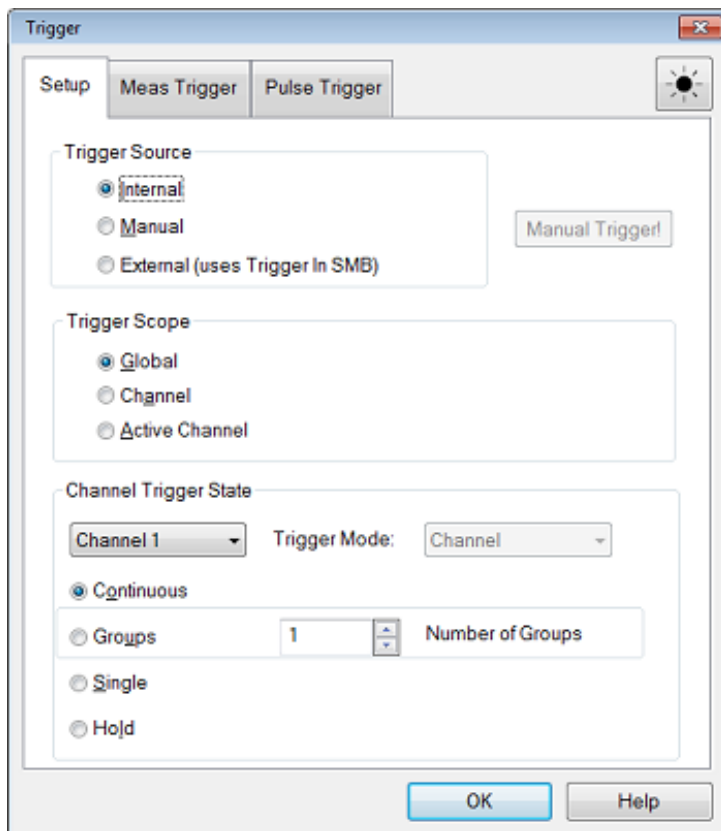 Trigger
Setup Meas Trigger Pulse Trigger
Trigger Source
Internal
Manual
Manual Trigger!
External (uses Trigger In SMB)
Trigger Scope
Global
Channel
Active Channel
Channel Trigger State
Channel 1 Trigger Mode: Channel
Continuous
Groups 1 Number of Groups
Single
Hold
OK Help